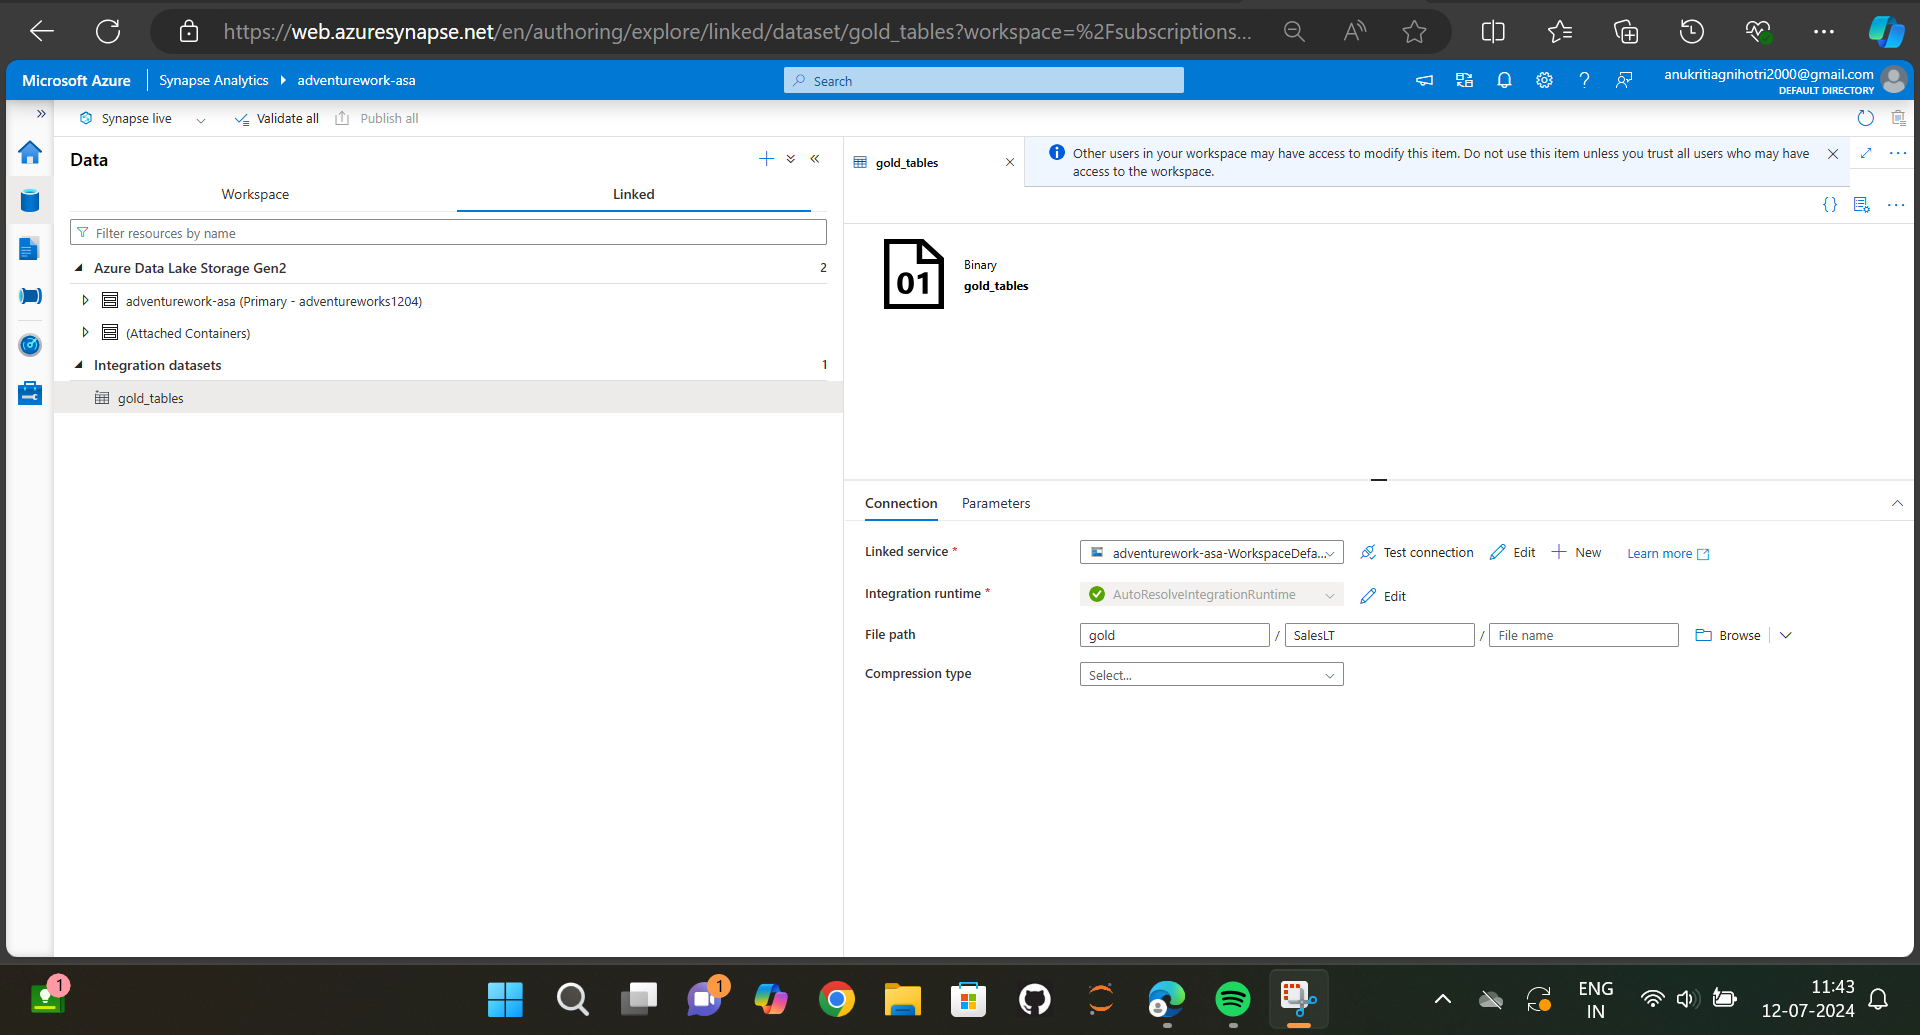 https://web.azuresynapse.net/en/authoring/explore/linked/dataset/gold_tables?workspace=%2Fsubscriptions...
Microsoft Azure
Synapse Analytics
adventurework-asa
Search
anukritiagnihotri2000@gmail.com
DEFAULT DIRECTORY
Synapse live
Validate all
Publish all
Data
Workspace
Linked
Filter resources by name
Azure Data Lake Storage Gen2
2
adventurework-asa (Primary - adventureworks1204)
(Attached Containers)
Integration datasets
1
gold_tables
gold_tables
Other users in your workspace may have access to modify this item. Do not use this item unless you trust all users who may have
access to the workspace.
01
Binary
gold_tables
Connection
Parameters
Linked service *
adventurework-asa-WorkspaceDefa...
Test connection
Edit
New
Learn more
Integration runtime *
AutoResolveIntegrationRuntime
Edit
File path
gold
/
SalesLT
/
File name
Browse
Compression type
Select...
1
1
ENG
IN
11:43
12-07-2024